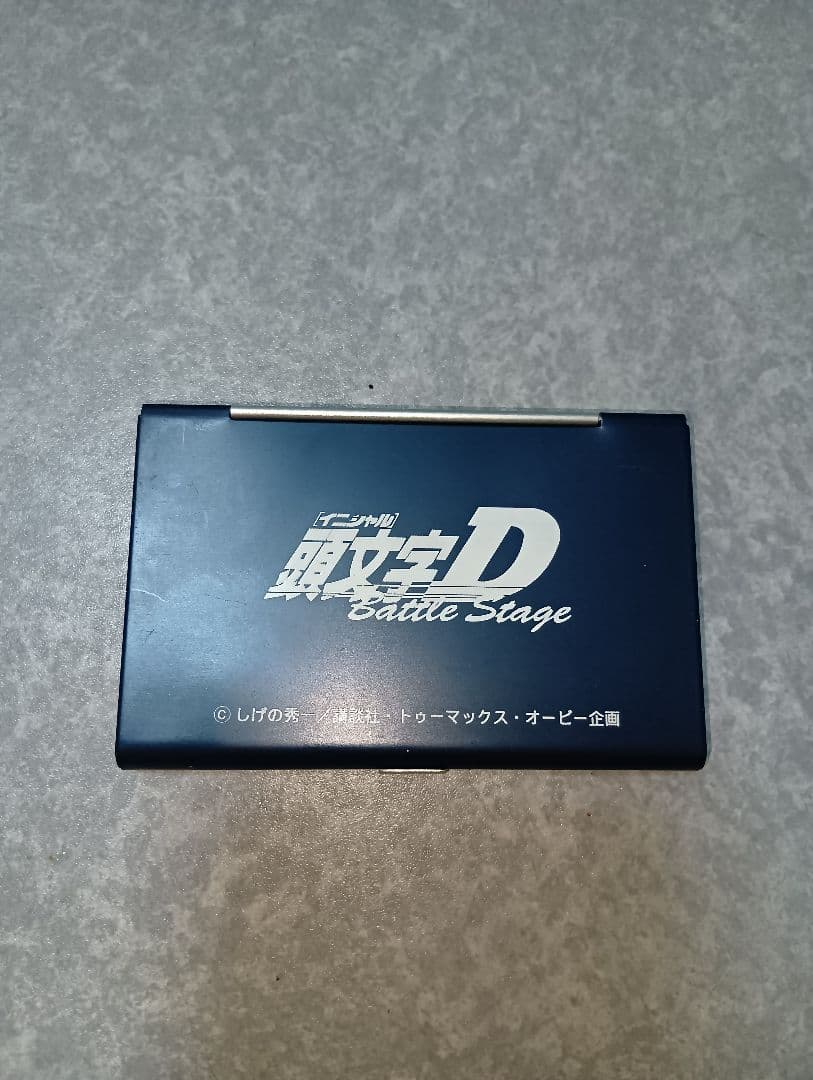 [イニシャル]
頭文字D
Battle Stage
© しげの秀一／講談社・トゥーマックス・オービー企画